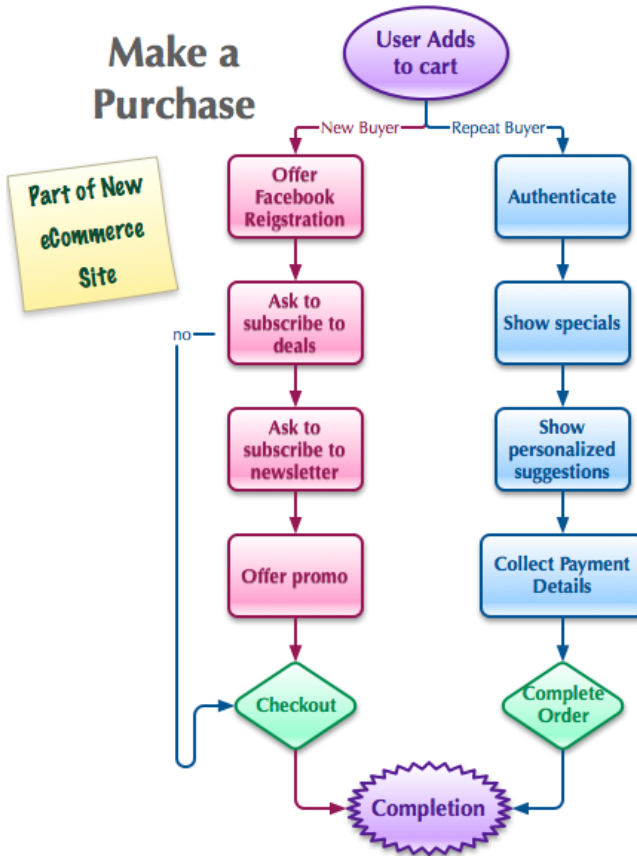 Make a
Purchase
User Adds
to cart
New Buyer
Repeat Buyer
Part of New
eCommerce
Site
Offer
Facebook
Reigstration
Authenticate
Ask to
subscribe to
deals
Show specials
no
Ask to
subscribe to
newsletter
Show
personalized
suggestions
Offer promo
Collect Payment
Details
Checkout
Complete
Order
Completion